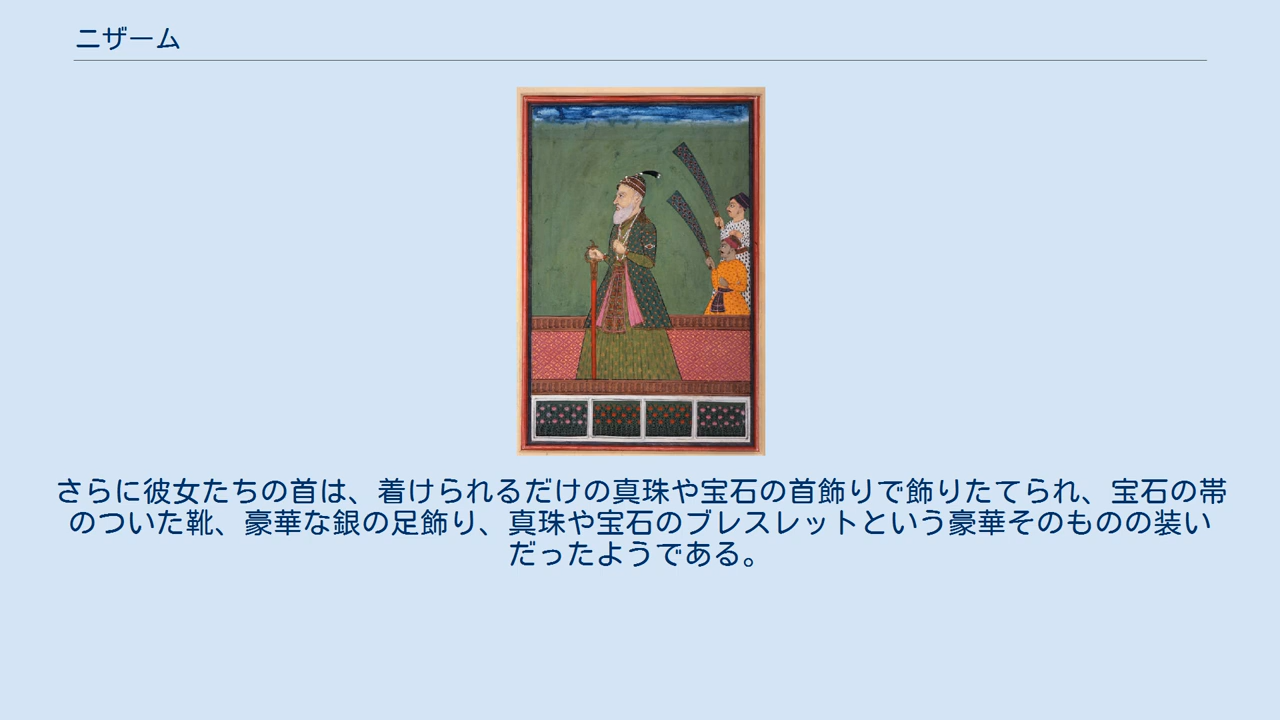 ニザーム
さらに彼女たちの首は、着けられるだけの真珠や宝石の首飾りで飾りたてられ、宝石の帯
のついた靴、豪華な銀の足飾り、真珠や宝石のブレスレットという豪華そのものの装い
だったようである。